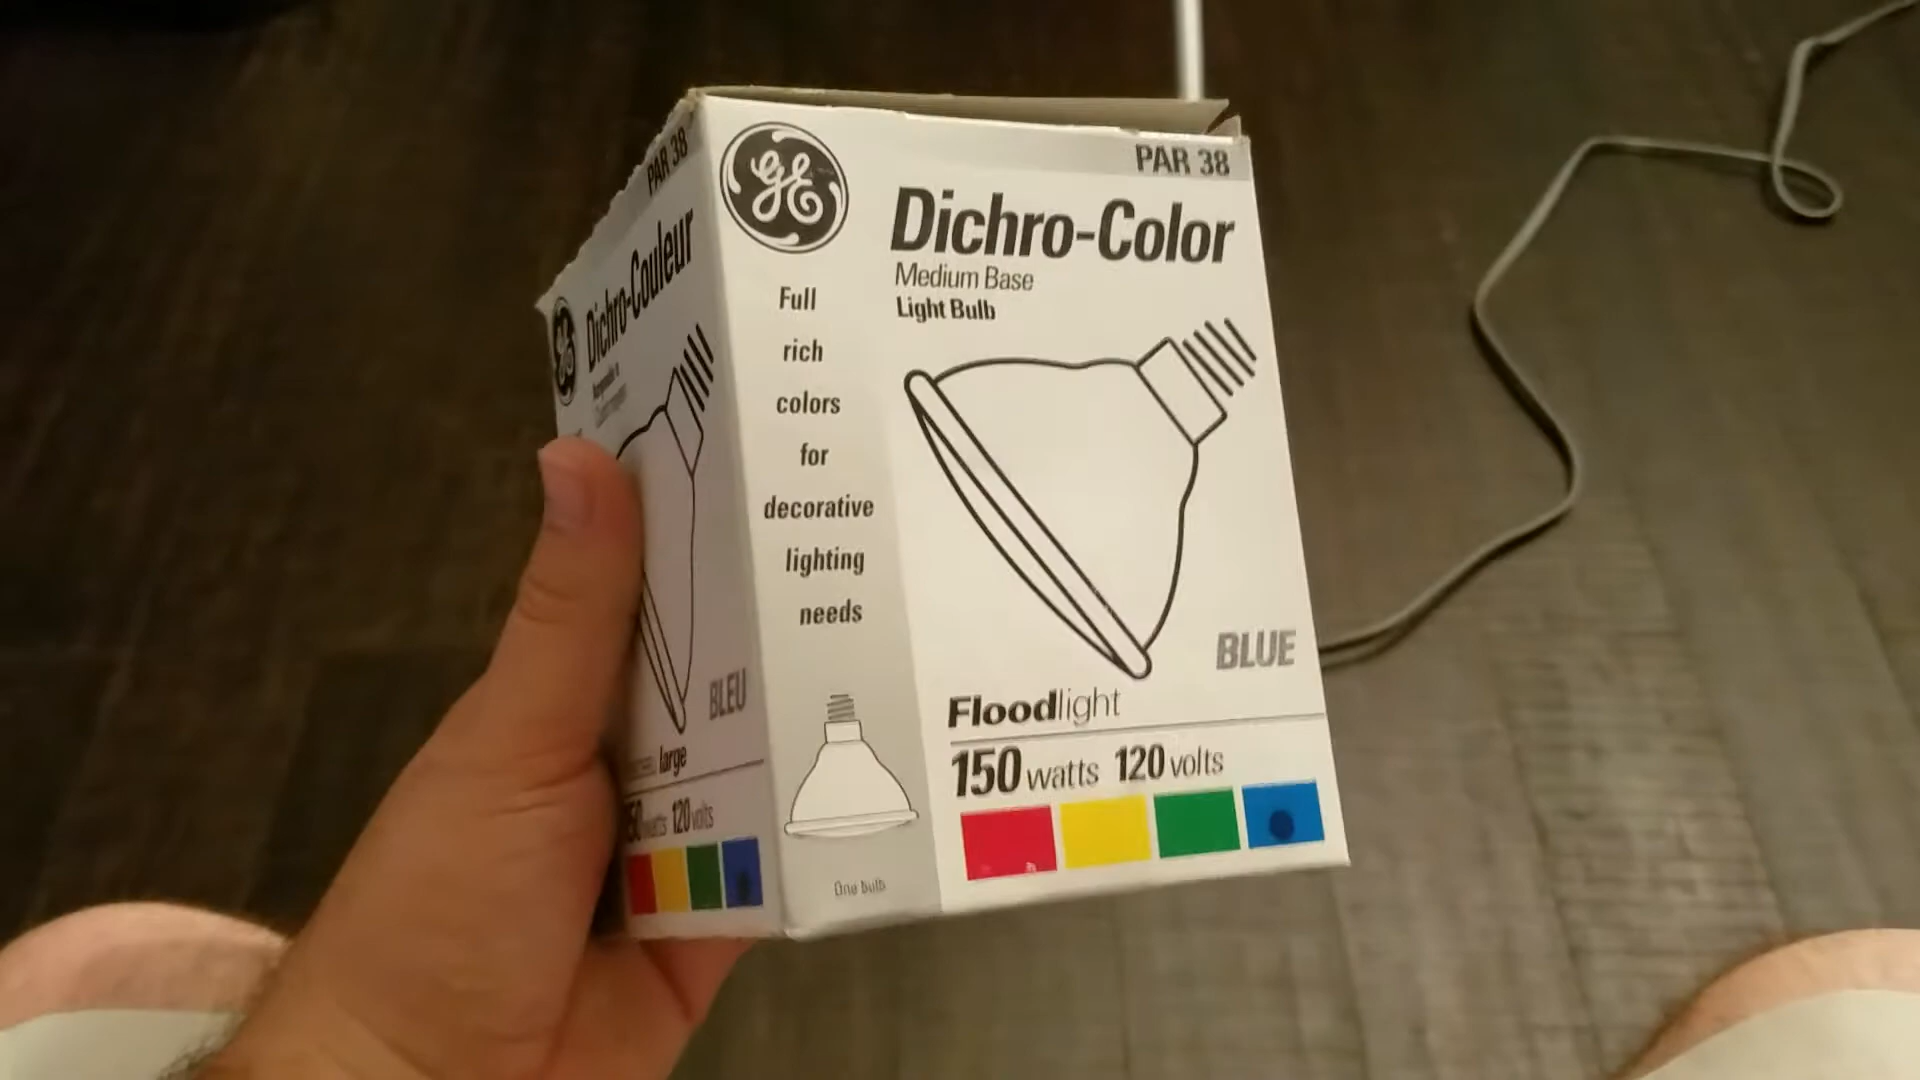 PAR 38
Dichro-Couleur
BLEU
large
watts 120 volts
GE
Full
rich
colors
for
decorative
lighting
needs
One bulb
PAR 38
Dichro-Color
Medium Base
Light Bulb
BLUE
Floodlight
150 watts 120 volts